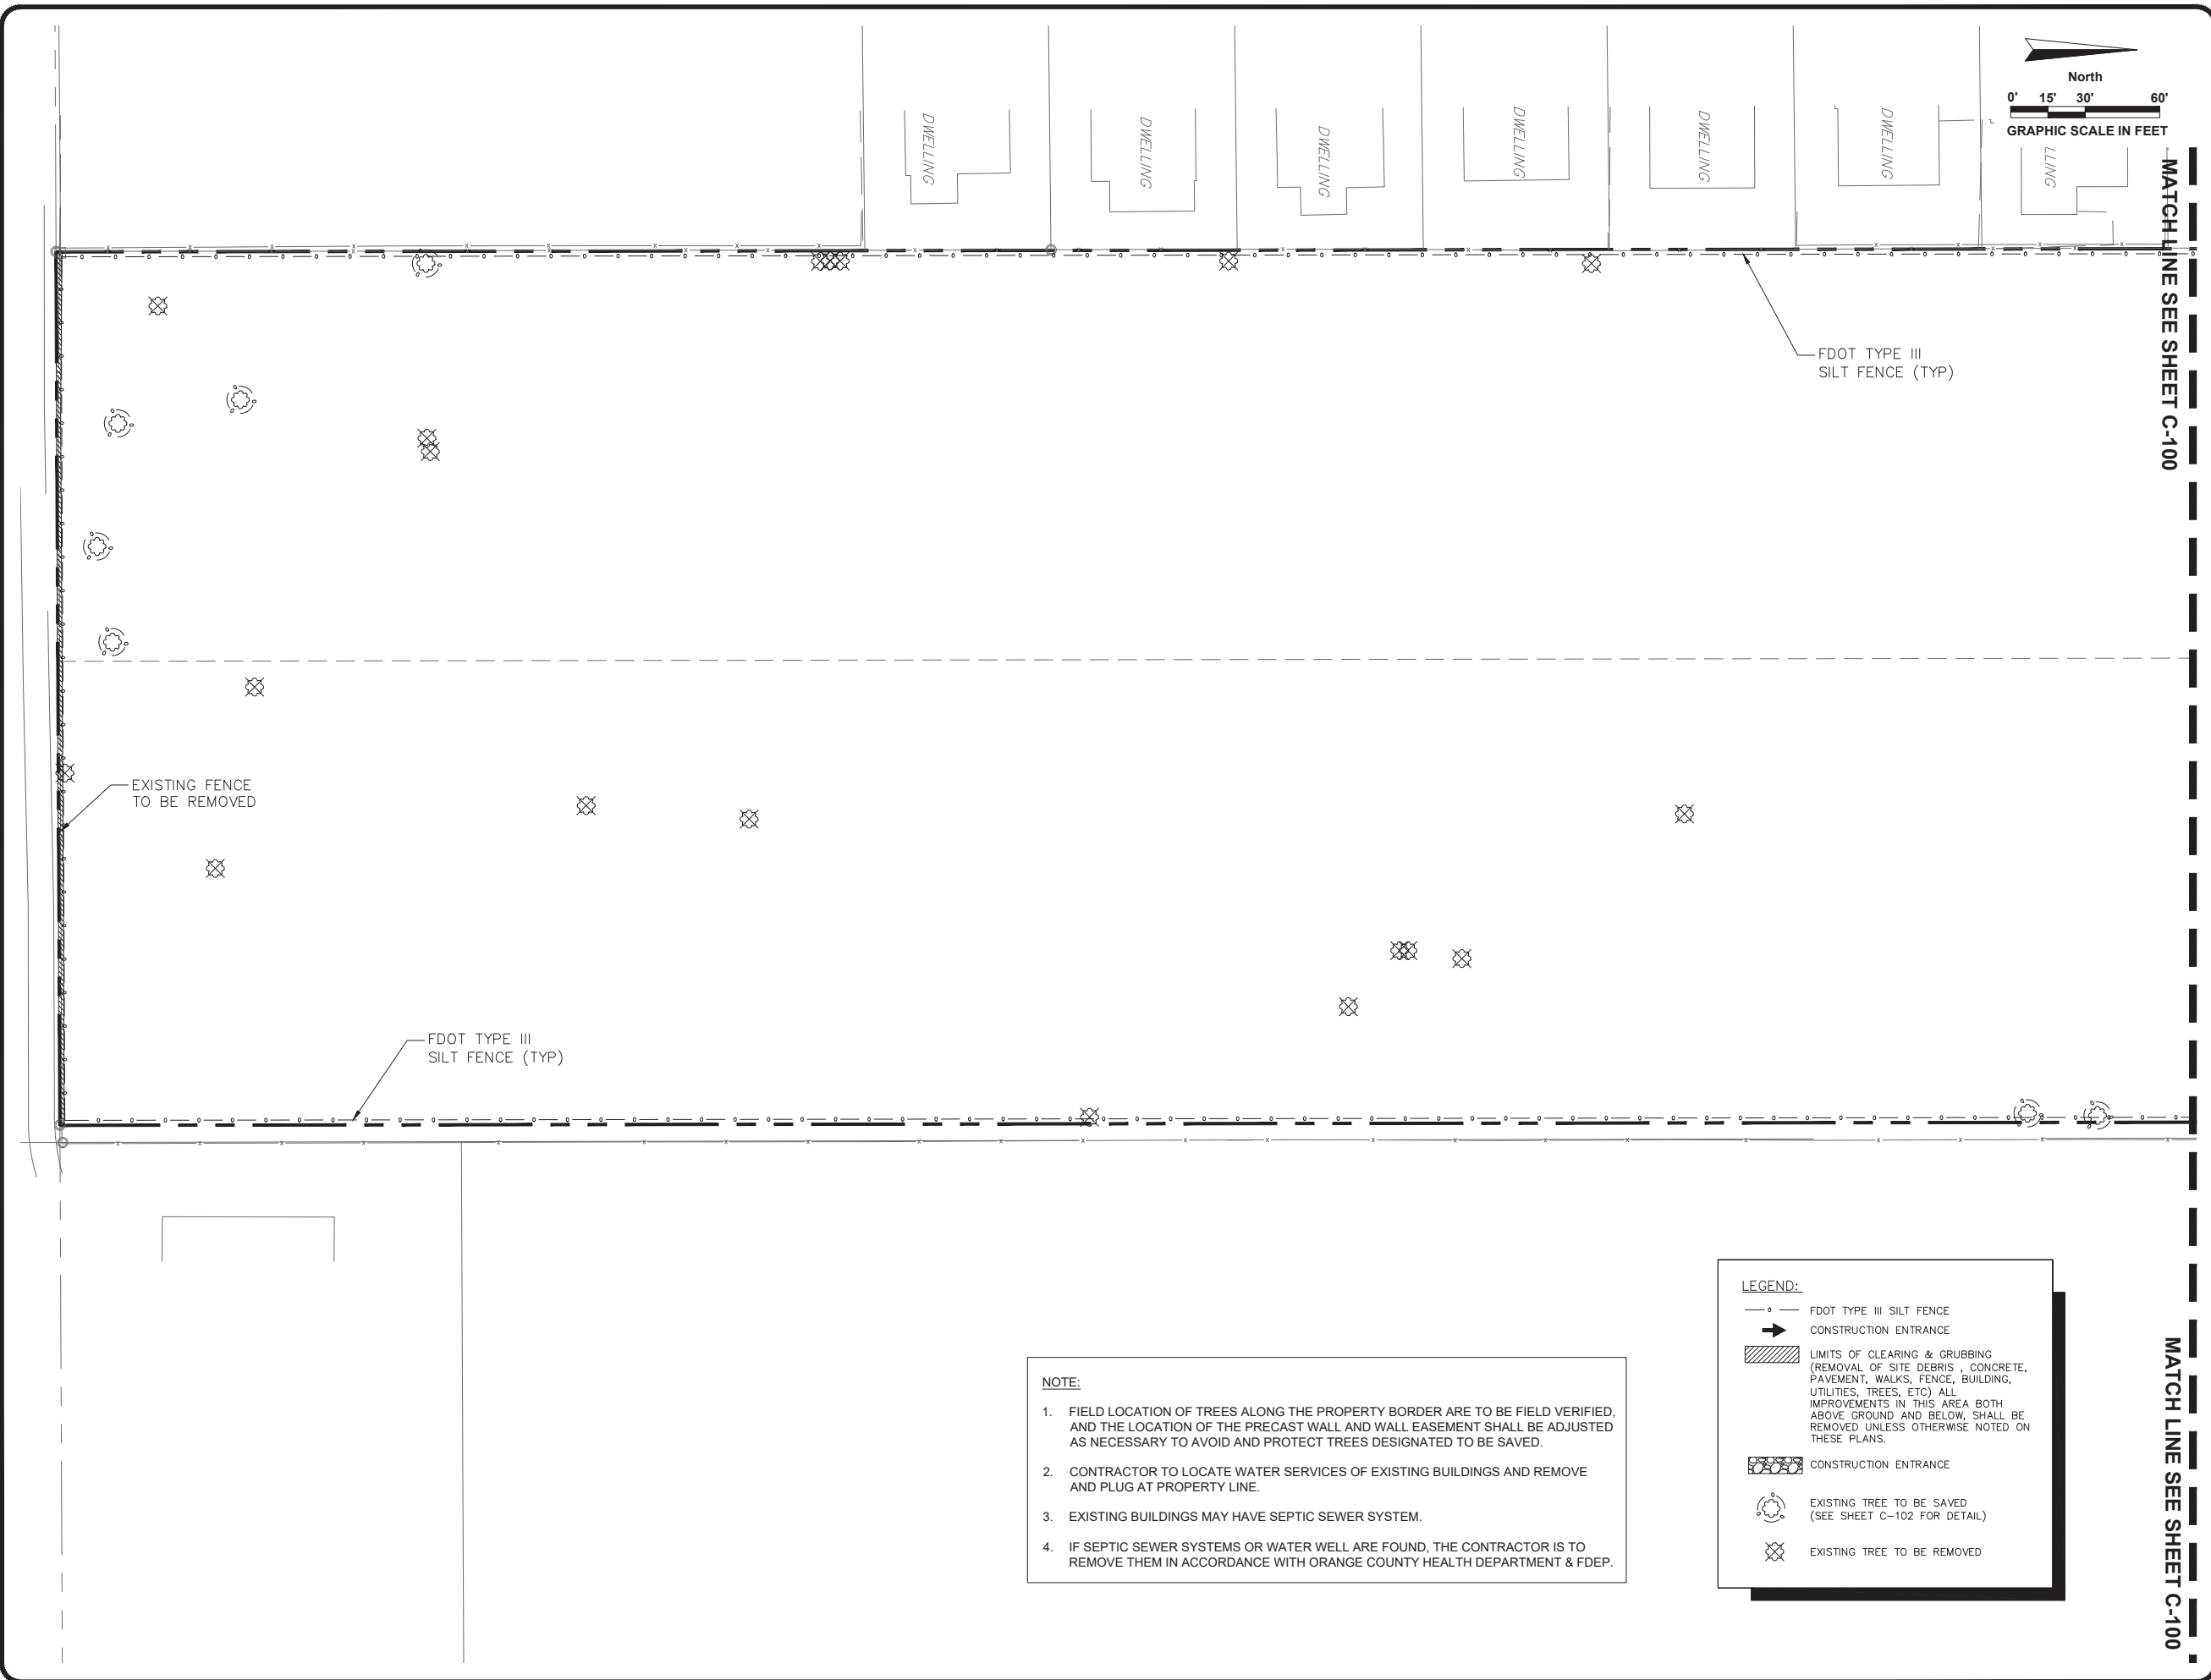 North
0' 15' 30' 60'
GRAPHIC SCALE IN FEET
DWELLING
DWELLING
DWELLING
DWELLING
DWELLING
DWELLING
LLING
MATCH LINE SEE SHEET C-100
FDOT TYPE III
SILT FENCE (TYP)
EXISTING FENCE
TO BE REMOVED
FDOT TYPE III
SILT FENCE (TYP)
NOTE:
1. FIELD LOCATION OF TREES ALONG THE PROPERTY BORDER ARE TO BE FIELD VERIFIED,
AND THE LOCATION OF THE PRECAST WALL AND WALL EASEMENT SHALL BE ADJUSTED
AS NECESSARY TO AVOID AND PROTECT TREES DESIGNATED TO BE SAVED.
2. CONTRACTOR TO LOCATE WATER SERVICES OF EXISTING BUILDINGS AND REMOVE
AND PLUG AT PROPERTY LINE.
3. EXISTING BUILDINGS MAY HAVE SEPTIC SEWER SYSTEM.
4. IF SEPTIC SEWER SYSTEMS OR WATER WELL ARE FOUND, THE CONTRACTOR IS TO
REMOVE THEM IN ACCORDANCE WITH ORANGE COUNTY HEALTH DEPARTMENT & FDEP.
LEGEND:
FDOT TYPE III SILT FENCE
CONSTRUCTION ENTRANCE
LIMITS OF CLEARING & GRUBBING
(REMOVAL OF SITE DEBRIS , CONCRETE,
PAVEMENT, WALKS, FENCE, BUILDING,
UTILITIES, TREES, ETC) ALL
IMPROVEMENTS IN THIS AREA BOTH
ABOVE GROUND AND BELOW, SHALL BE
REMOVED UNLESS OTHERWISE NOTED ON
THESE PLANS.
CONSTRUCTION ENTRANCE
EXISTING TREE TO BE SAVED
(SEE SHEET C-102 FOR DETAIL)
EXISTING TREE TO BE REMOVED
MATCH LINE SEE SHEET C-100